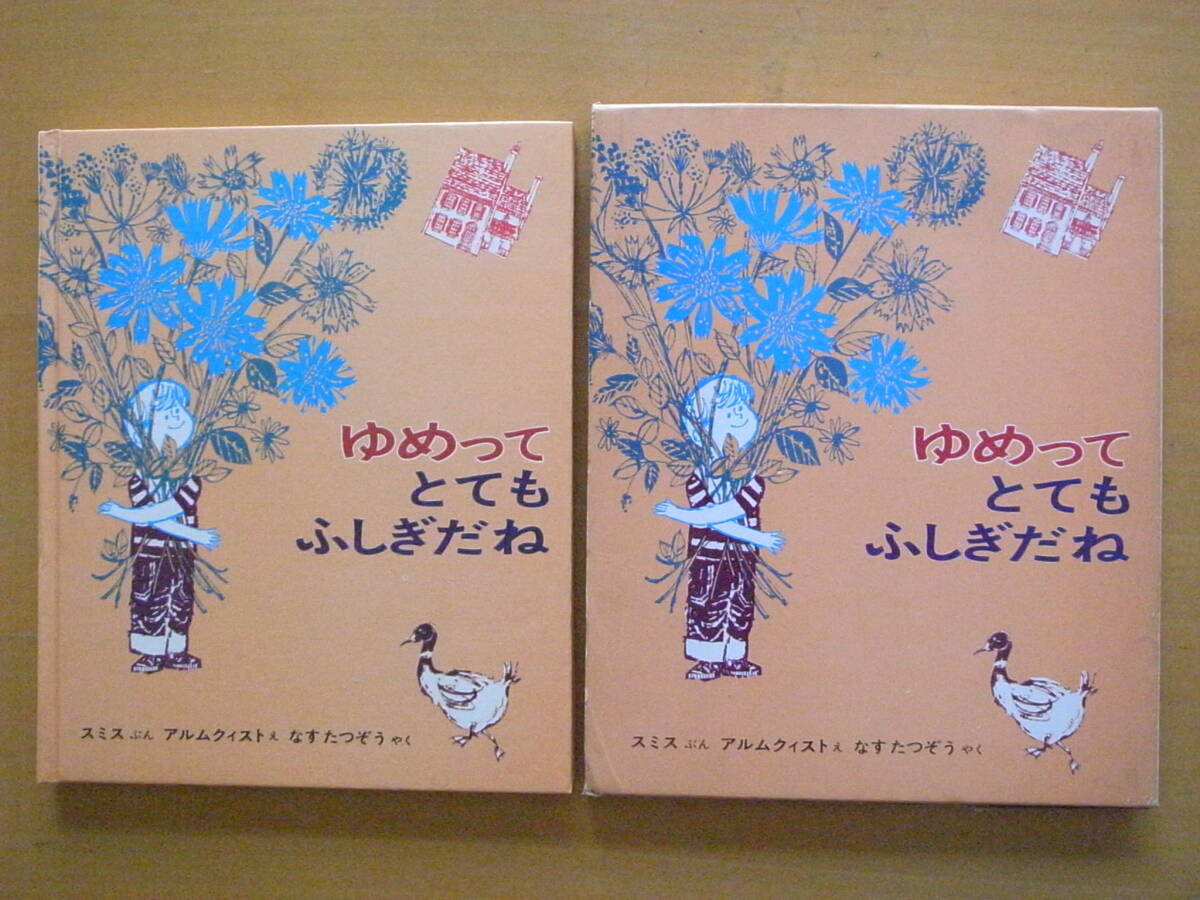 ゆめって
とても
ふしぎだね
スミス ぶん アルムクィスト え なすたつぞう やく
ゆめって
とても
ふしぎだね
スミス ぶん アルムクィスト え なすたつぞう やく